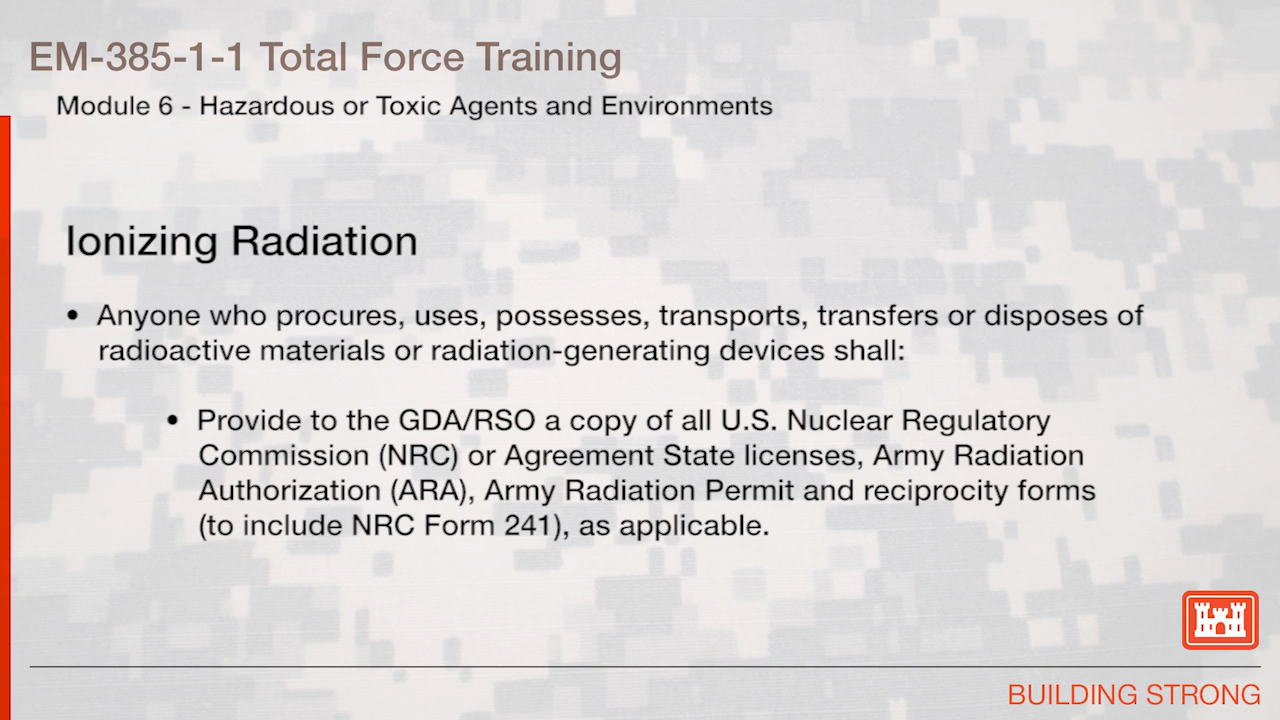 EM-385-1-1 Total Force Training
Module 6 - Hazardous or Toxic Agents and Environments
Ionizing Radiation
• Anyone who procures, uses, possesses, transports, transfers or disposes of
radioactive materials or radiation-generating devices shall:
• Provide to the GDA/RSO a copy of all U.S. Nuclear Regulatory
Commission (NRC) or Agreement State licenses, Army Radiation
Authorization (ARA), Army Radiation Permit and reciprocity forms
(to include NRC Form 241), as applicable.
BUILDING STRONG